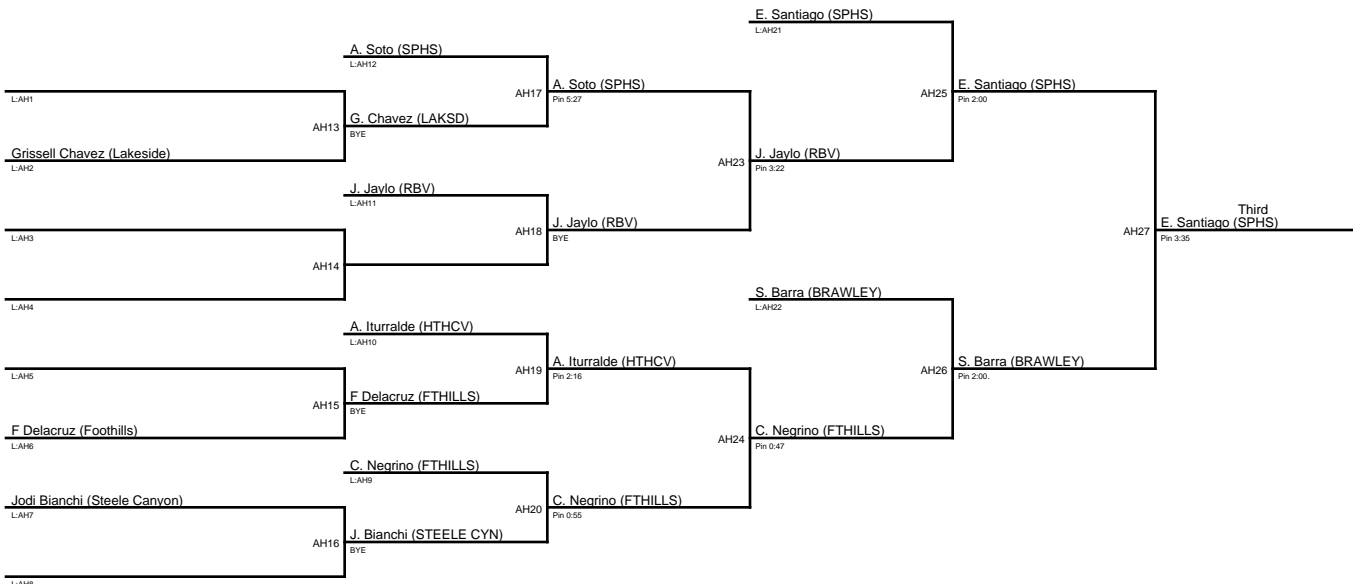 E. Santiago (SPHS)
L:AH21
A. Soto (SPHS)
L:AH12
AH17
A. Soto (SPHS)
Pin 5:27
AH25
E. Santiago (SPHS)
Pin 2:00
L:AH1
AH13
G. Chavez (LAKSD)
BYE
Grissell Chavez (Lakeside)
L:AH2
AH23
J. Jaylo (RBV)
Pin 3:22
J. Jaylo (RBV)
L:AH11
L:AH3
AH18
J. Jaylo (RBV)
BYE
AH27
Third
E. Santiago (SPHS)
Pin 3:35
AH14
L:AH4
S. Barra (BRAWLEY)
L:AH22
A. Iturralde (HTHCV)
L:AH10
L:AH5
AH19
A. Iturralde (HTHCV)
Pin 2:16
AH26
S. Barra (BRAWLEY)
Pin 2:00.
AH15
F Delacruz (FTHILLS)
BYE
F Delacruz (Foothills)
L:AH6
AH24
C. Negrino (FTHILLS)
Pin 0:47
C. Negrino (FTHILLS)
L:AH9
Jodi Bianchi (Steele Canyon)
L:AH7
AH20
C. Negrino (FTHILLS)
Pin 0:55
AH16
J. Bianchi (STEELE CYN)
BYE
L:AH8